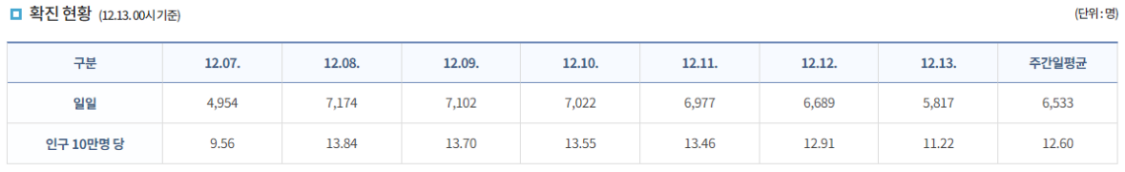 확진 현황 (12.13. 00시 기준)
(단위 : 명)
구분 12.07. 12.08. 12.09. 12.10. 12.11. 12.12. 12.13. 주간일평균
일일 4,954 7,174 7,102 7,022 6,977 6,689 5,817 6,533
인구 10만명 당 9.56 13.84 13.70 13.55 13.46 12.91 11.22 12.60